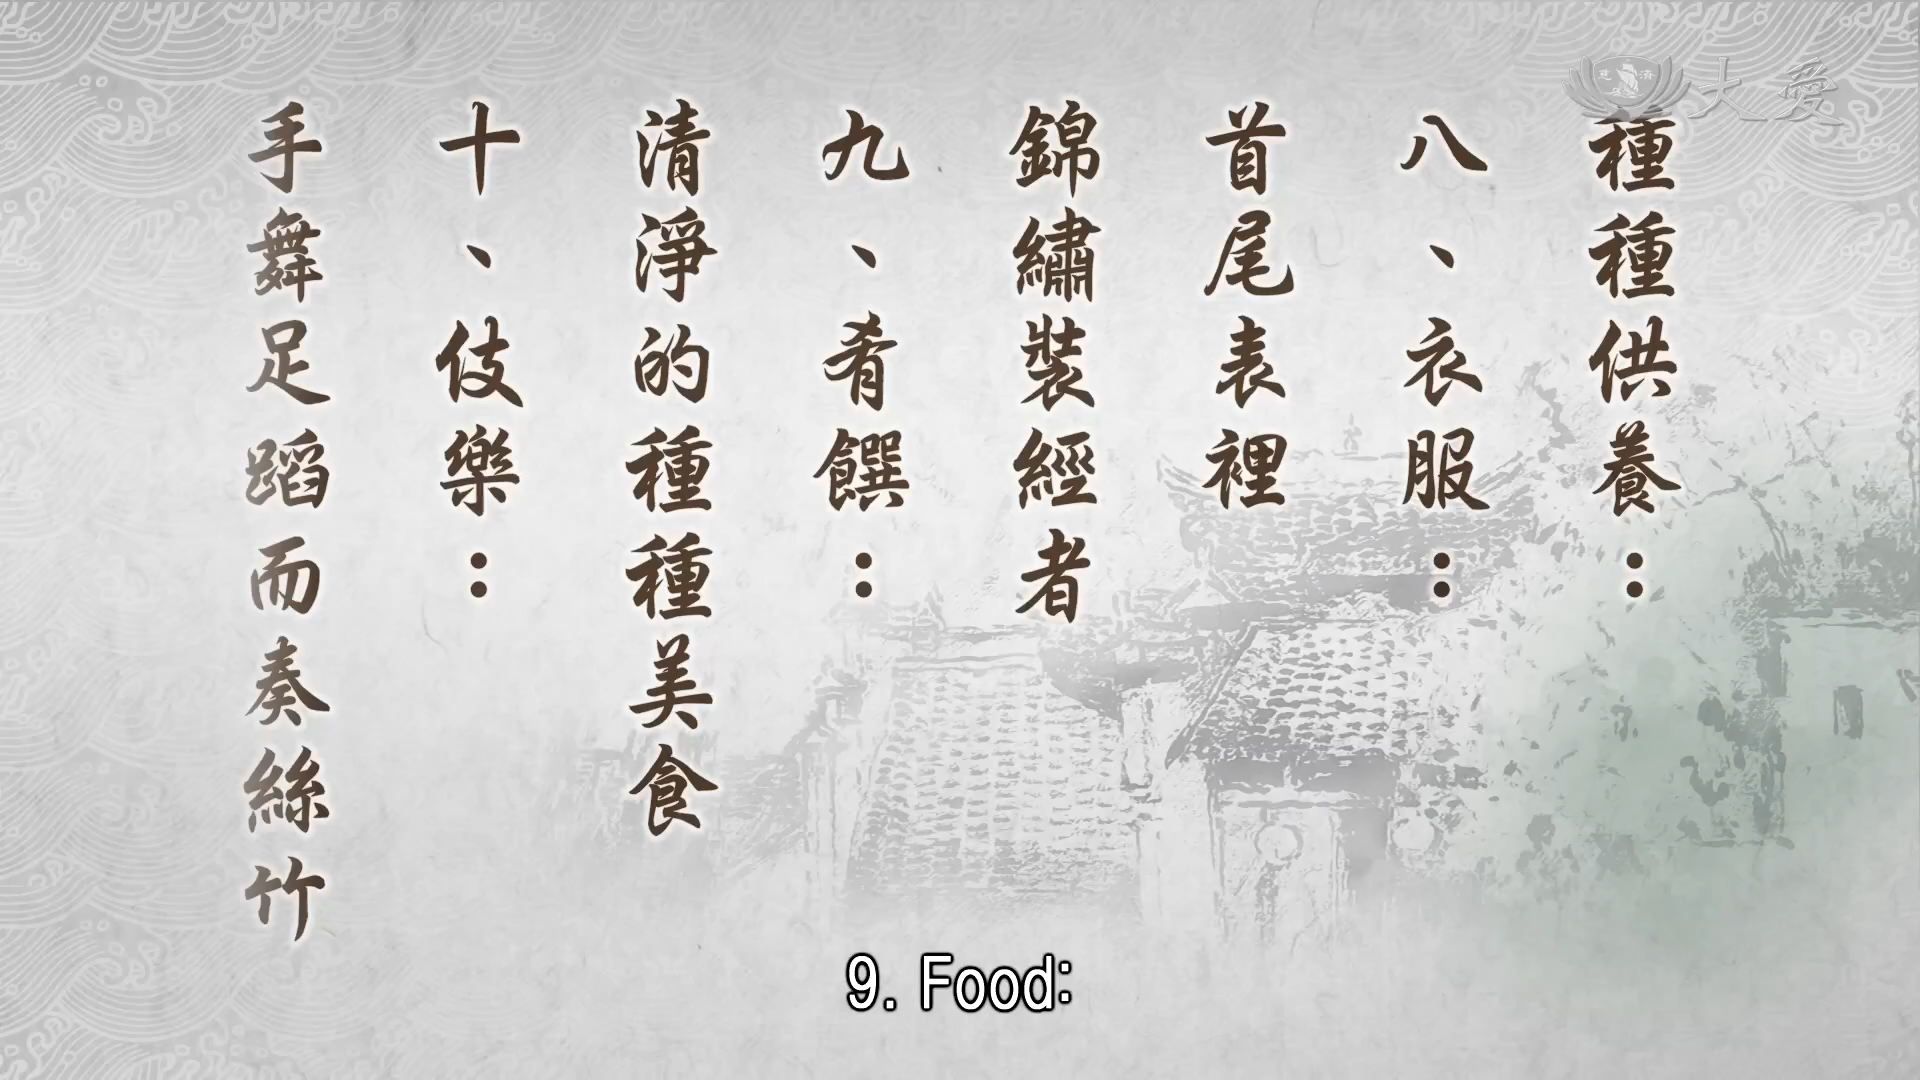 種種供養：
八、衣服：
首尾表裡
錦繡裝經者
九、肴饌：
清淨的種種美食
十、伎樂：
手舞足蹈而奏絲竹
慈濟
大愛
9. Food: